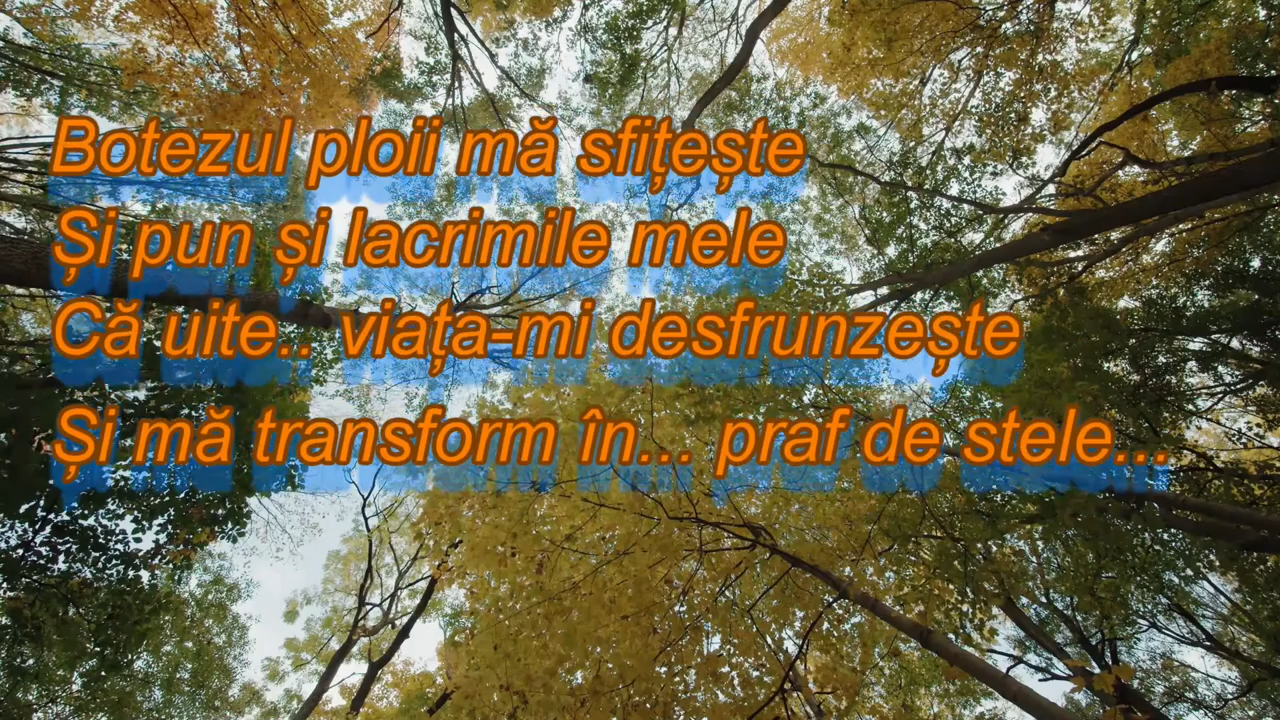 Botezul ploii mă sfițește
Și pun și lacrimile mele
Că uite.. viața-mi desfrunzește
Și mă transform în... praf de stele...